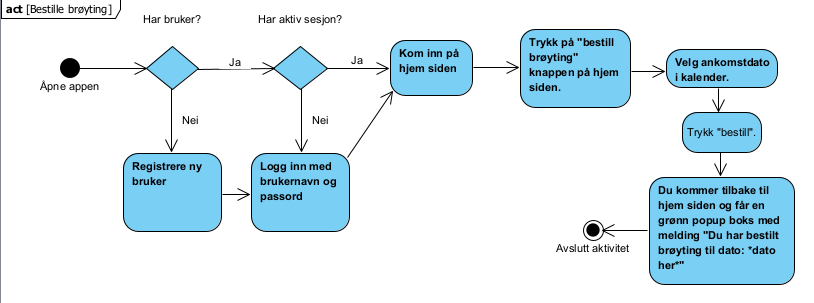 act [Bestille brøyting]
Har bruker?
Har aktiv sesjon?
Åpne appen
Ja
Ja
Nei
Nei
Registrere ny
bruker
Logg inn med
brukernavn og
passord
Kom inn på
hjem siden
Trykk på "bestill
brøyting"
knappen på hjem
siden.
Velg ankomstdato
i kalender.
Trykk "bestill".
Du kommer tilbake til
hjem siden og får en
grønn popup boks med
melding "Du har bestilt
brøyting til dato: *dato
her*"
Avslutt aktivitet